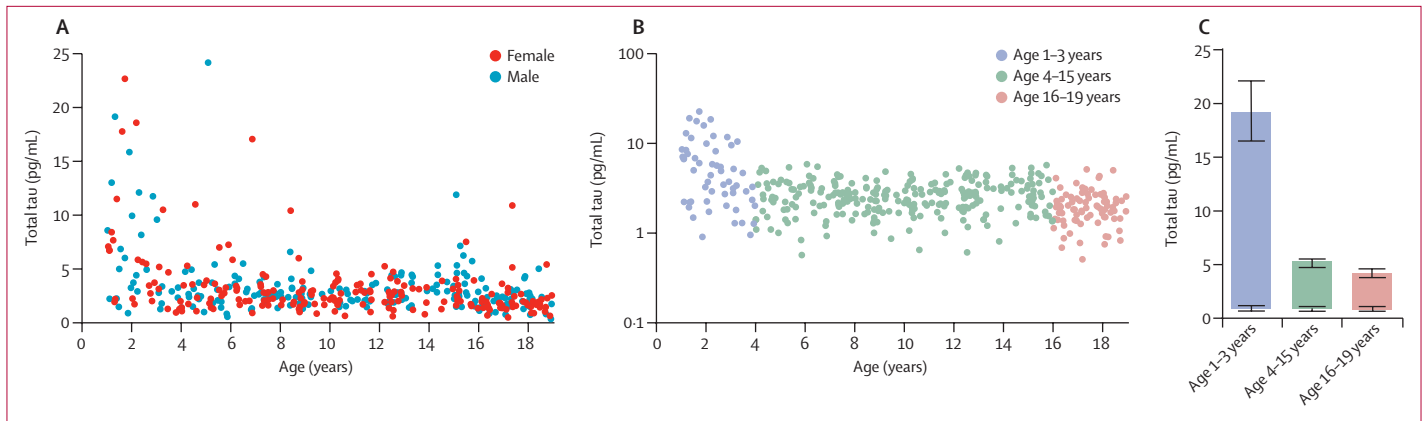 A
Total tau (pg/mL)
25
20
15
10
5
0
Female
Male
0 2 4 6 8 10 12 14 16 18
Age (years)
B
Total tau (pg/mL)
100
10
1
0·1
Age 1–3 years
Age 4–15 years
Age 16–19 years
0 2 4 6 8 10 12 14 16 18
Age (years)
C
Total tau (pg/mL)
25
20
15
10
5
0
Age 1–3 years
Age 4–15 years
Age 16–19 years